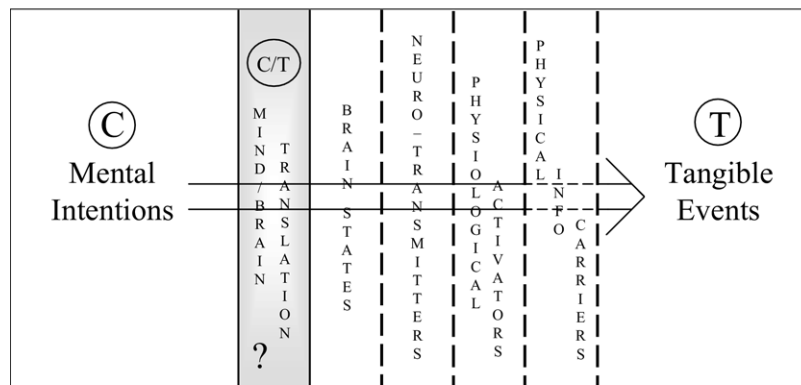 C
Mental
Intentions
C/T
MIND/BRAIN
TRANSLATION
?
BRAIN STATES
NEURO–TRANSMITTERS
PHYSIOLOGICAL
ACTIVATORS
PHYSICAL
INFO
CARRIERS
T
Tangible
Events